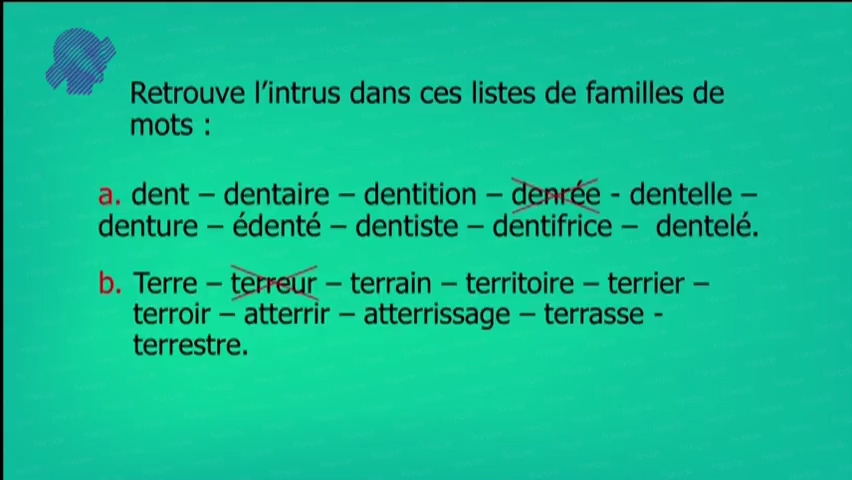 Retrouve l'intrus dans ces listes de familles de
mots :
a. dent – dentaire – dentition – denrée - dentelle –
denture – édenté – dentiste – dentifrice – dentelé.
b. Terre – terreur – terrain – territoire – terrier –
terroir – atterrir – atterrissage – terrasse -
terrestre.